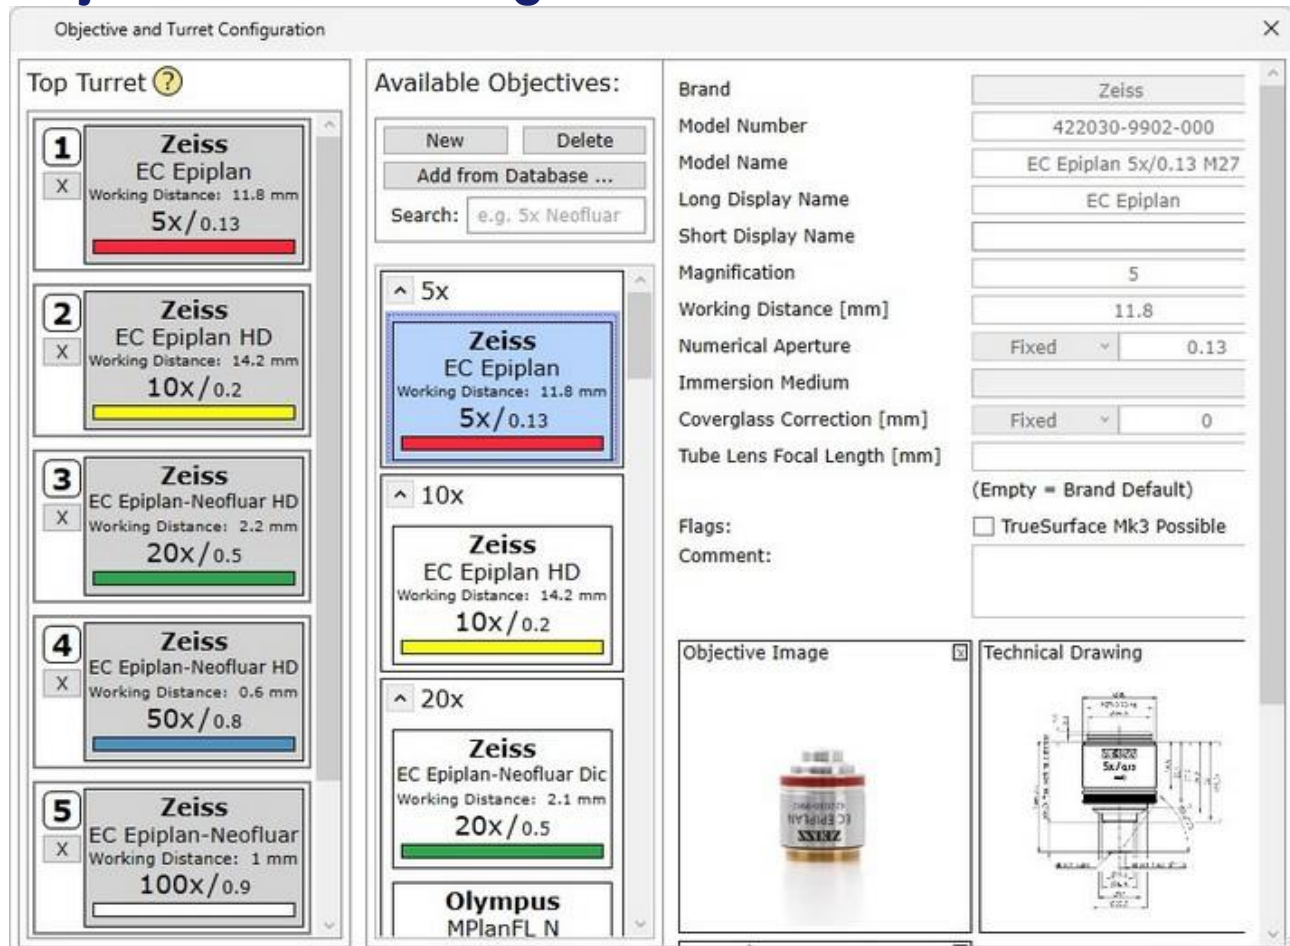 Objective and Turret Configuration
Top Turret ?
1
X
Zeiss
EC Epiplan
Working Distance: 11.8 mm
5x/0.13
2
X
Zeiss
EC Epiplan HD
Working Distance: 14.2 mm
10x/0.2
3
X
Zeiss
EC Epiplan-Neofluar HD
Working Distance: 2.2 mm
20x/0.5
4
X
Zeiss
EC Epiplan-Neofluar HD
Working Distance: 0.6 mm
50x/0.8
5
X
Zeiss
EC Epiplan-Neofluar
Working Distance: 1 mm
100x/0.9
Available Objectives:
New Delete
Add from Database ...
Search: e.g. 5x Neofluar
5x
Zeiss
EC Epiplan
Working Distance: 11.8 mm
5x/0.13
10x
Zeiss
EC Epiplan HD
Working Distance: 14.2 mm
10x/0.2
20x
Zeiss
EC Epiplan-Neofluar Dic
Working Distance: 2.1 mm
20x/0.5
Olympus
MPlanFL N
Brand Zeiss
Model Number 422030-9902-000
Model Name EC Epiplan 5x/0.13 M27
Long Display Name EC Epiplan
Short Display Name
Magnification 5
Working Distance [mm] 11.8
Numerical Aperture Fixed 0.13
Immersion Medium
Coverglass Correction [mm] Fixed 0
Tube Lens Focal Length [mm]
(Empty = Brand Default)
Flags: TrueSurface Mk3 Possible
Comment:
Objective Image X
ZEISS
EC EPIPLAN
422030-9902
Technical Drawing
5x/0.13